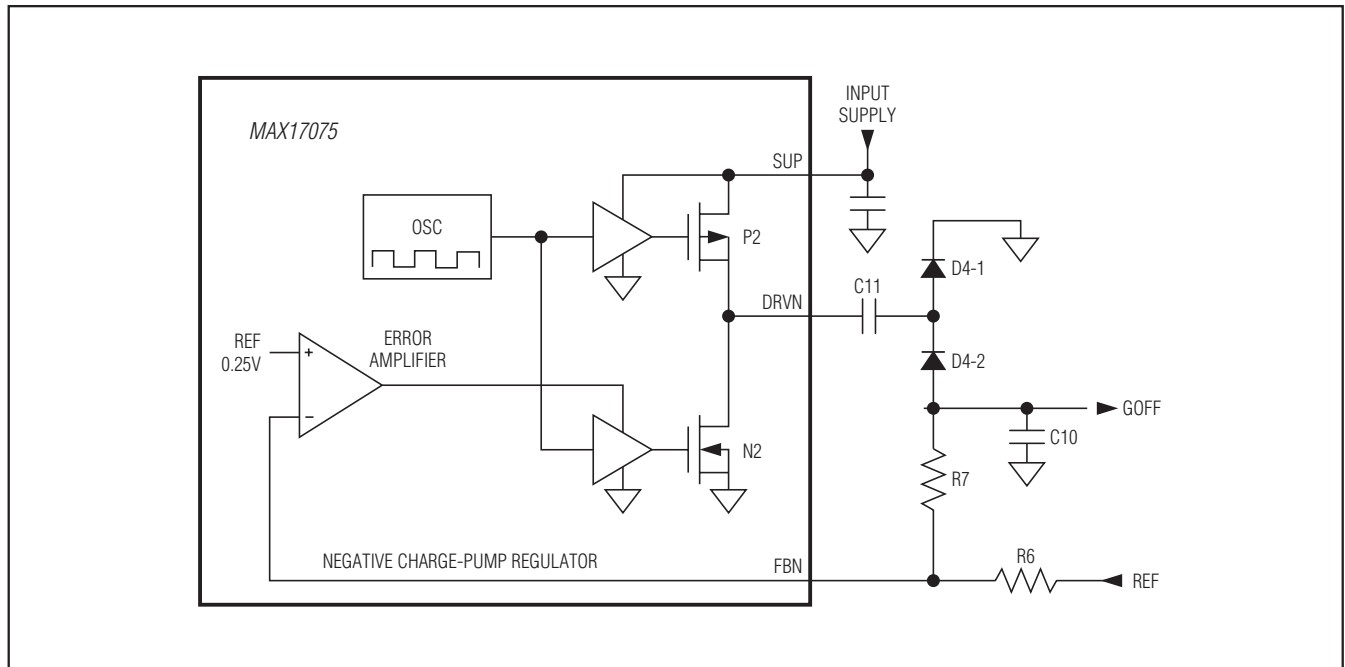 MAX17075
INPUT
SUPPLY
SUP
OSC
P2
D4-1
C11
DRVN
REF
0.25V
ERROR
AMPLIFIER
+
−
D4-2
GOFF
C10
N2
R7
NEGATIVE CHARGE-PUMP REGULATOR
FBN
R6
REF